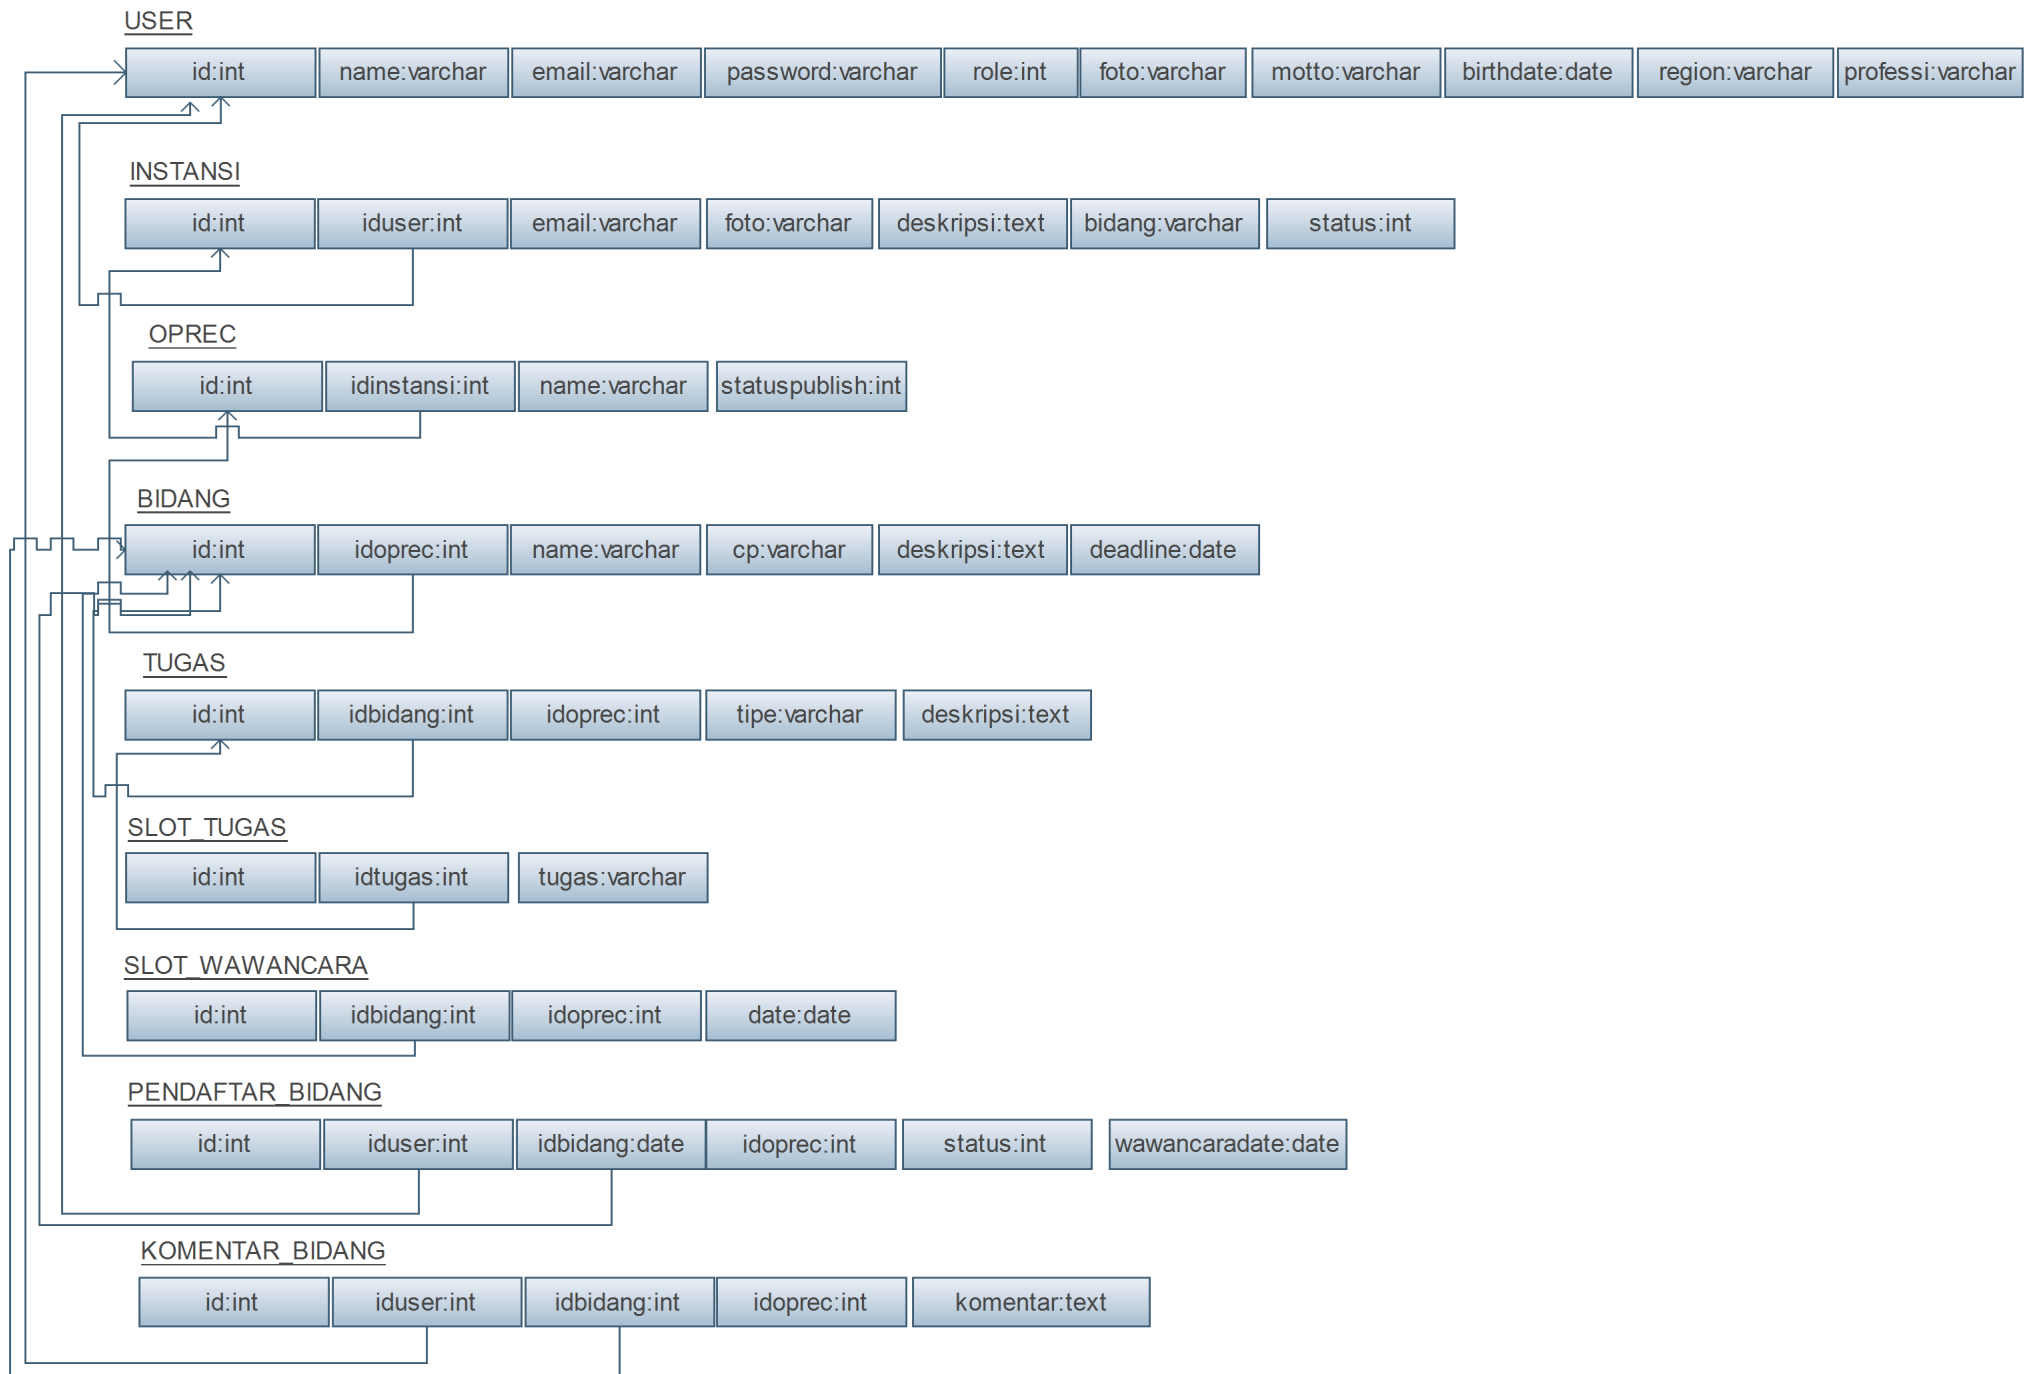 USER
id:int name:varchar email:varchar password:varchar role:int foto:varchar motto:varchar birthdate:date region:varchar professi:varchar
INSTANSI
id:int iduser:int email:varchar foto:varchar deskripsi:text bidang:varchar status:int
OPREC
id:int idinstansi:int name:varchar statuspublish:int
BIDANG
id:int idoprec:int name:varchar cp:varchar deskripsi:text deadline:date
TUGAS
id:int idbidang:int idoprec:int tipe:varchar deskripsi:text
SLOT_TUGAS
id:int idtugas:int tugas:varchar
SLOT_WAWANCARA
id:int idbidang:int idoprec:int date:date
PENDAFTAR_BIDANG
id:int iduser:int idbidang:date idoprec:int status:int wawancaradate:date
KOMENTAR_BIDANG
id:int iduser:int idbidang:int idoprec:int komentar:text